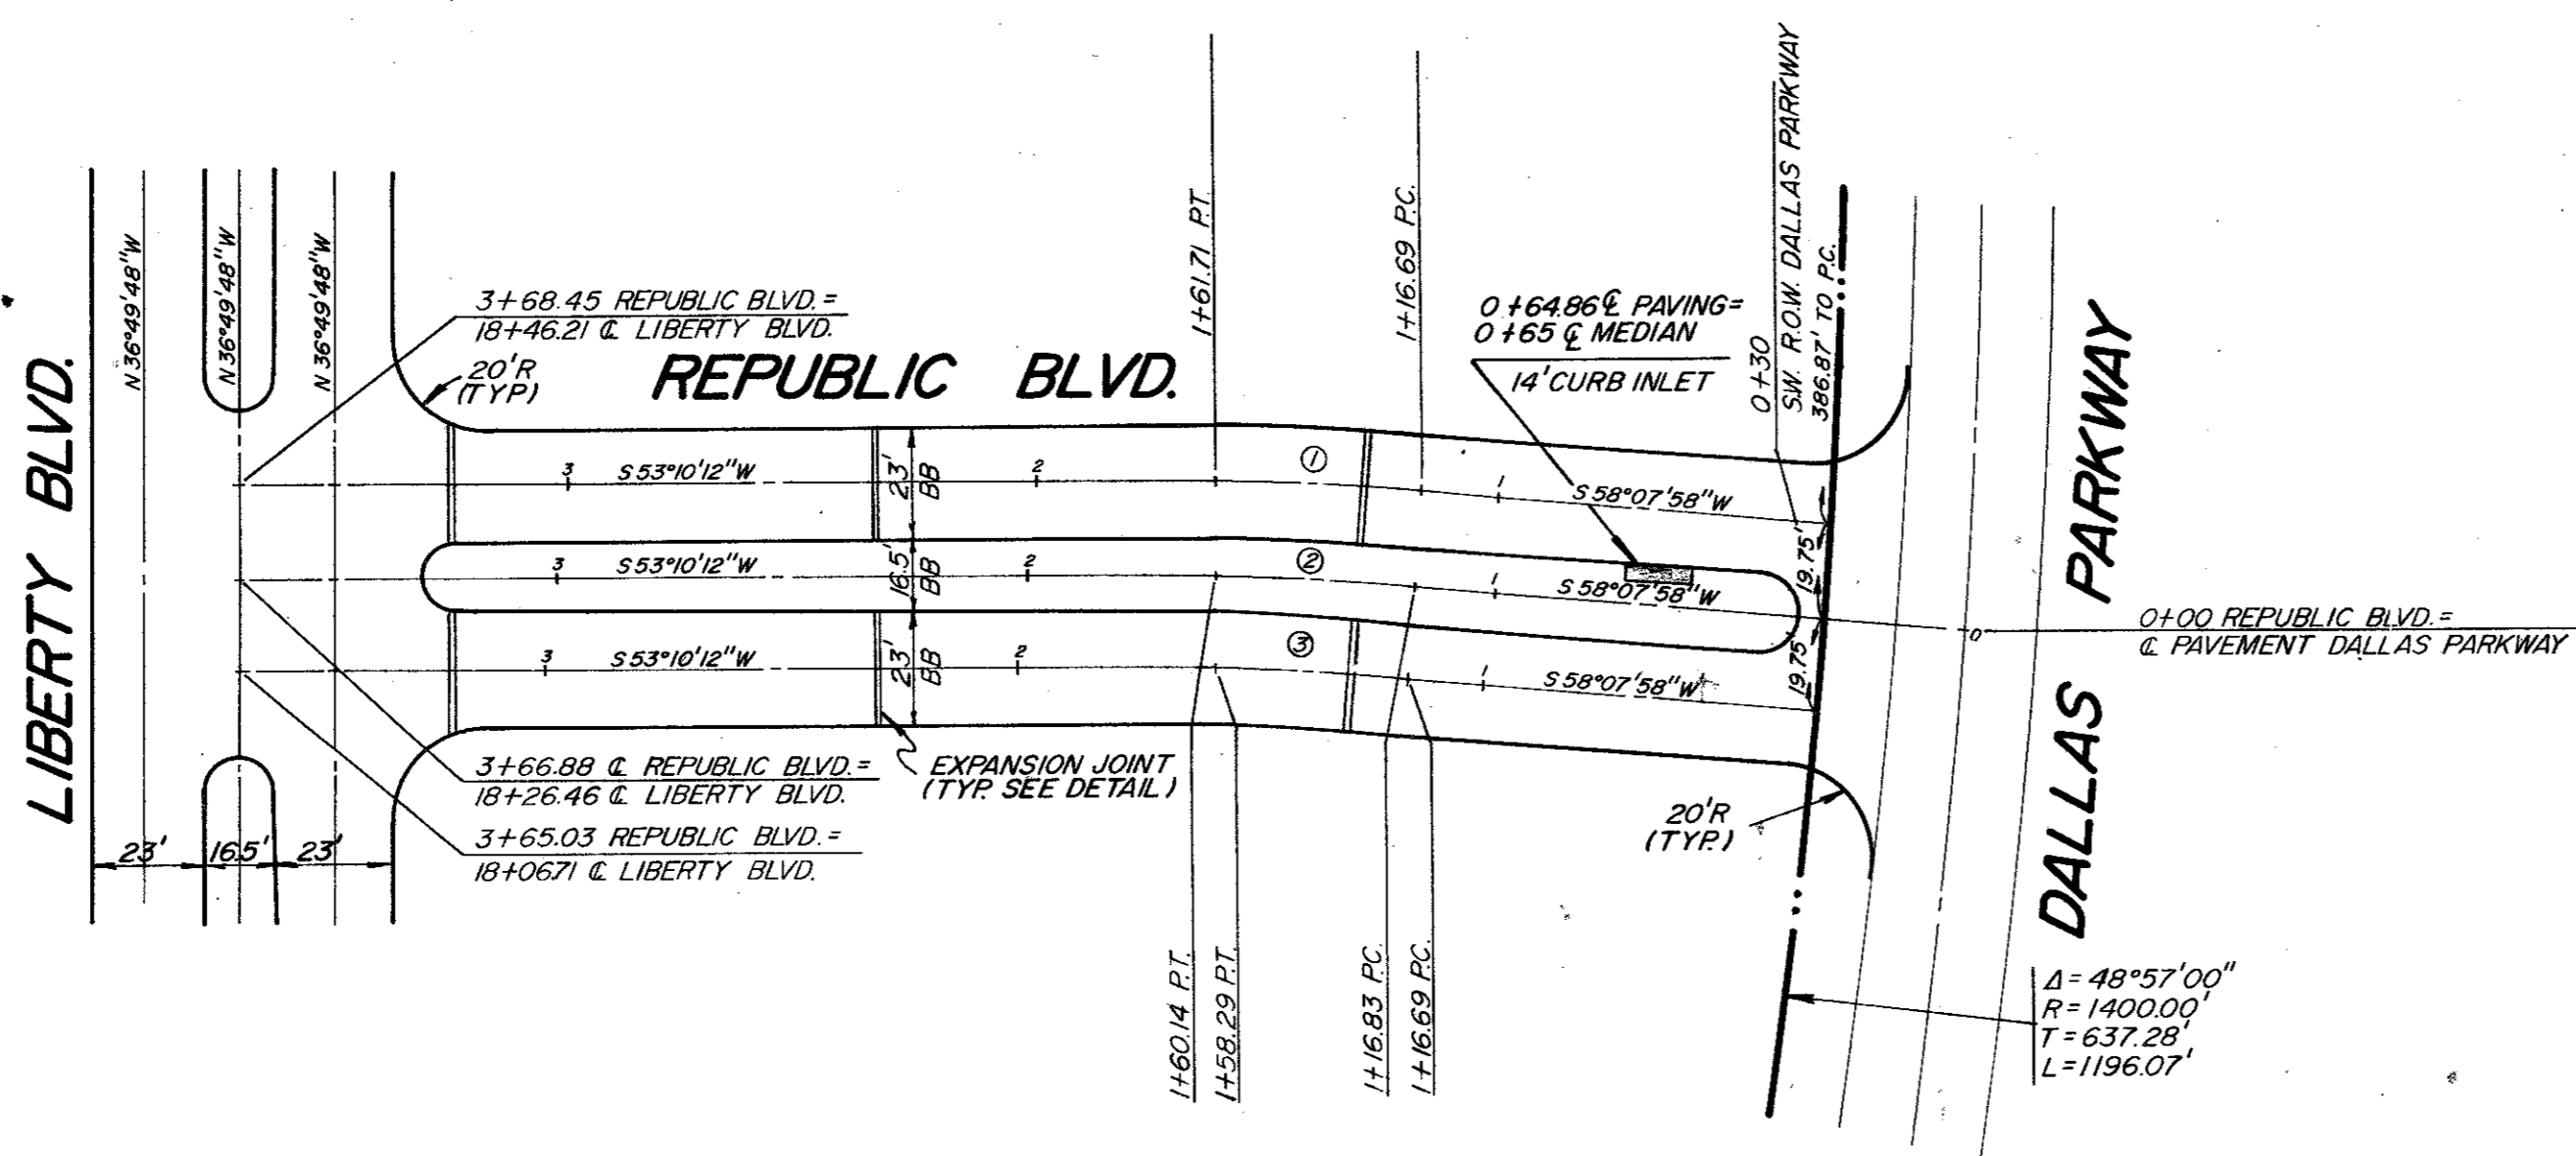 LIBERTY BLVD.
N 36°49'48"W
N 36°49'48"W
N 36°49'48"W
3+68.45 REPUBLIC BLVD.=
18+46.21 ℄ LIBERTY BLVD.
20'R
(TYP.)
REPUBLIC BLVD.
1+61.71 P.T.
1+16.69 P.C.
0+64.86 ℄ PAVING=
0+65 ℄ MEDIAN
14' CURB INLET
0+30
S.W. R.O.W. DALLAS PARKWAY
386.87' TO P.C.
3
S 53°10'12"W
23'
BB
2
1
1
S 58°07'58"W
3
S 53°10'12"W
16.5'
BB
2
2
1
S 58°07'58"W
19.75'
3
S 53°10'12"W
23'
BB
2
3
1
S 58°07'58"W
19.75'
0
0+00 REPUBLIC BLVD.=
℄ PAVEMENT DALLAS PARKWAY
DALLAS PARKWAY
3+66.88 ℄ REPUBLIC BLVD.=
18+26.46 ℄ LIBERTY BLVD.
3+65.03 REPUBLIC BLVD.=
18+06.71 ℄ LIBERTY BLVD.
EXPANSION JOINT
(TYP. SEE DETAIL)
20'R
(TYP.)
23'
16.5'
23'
1+60.14 P.T.
1+58.29 P.T.
1+16.83 P.C.
1+16.69 P.C.
Δ=48°57'00"
R=1400.00'
T=637.28'
L=1196.07'